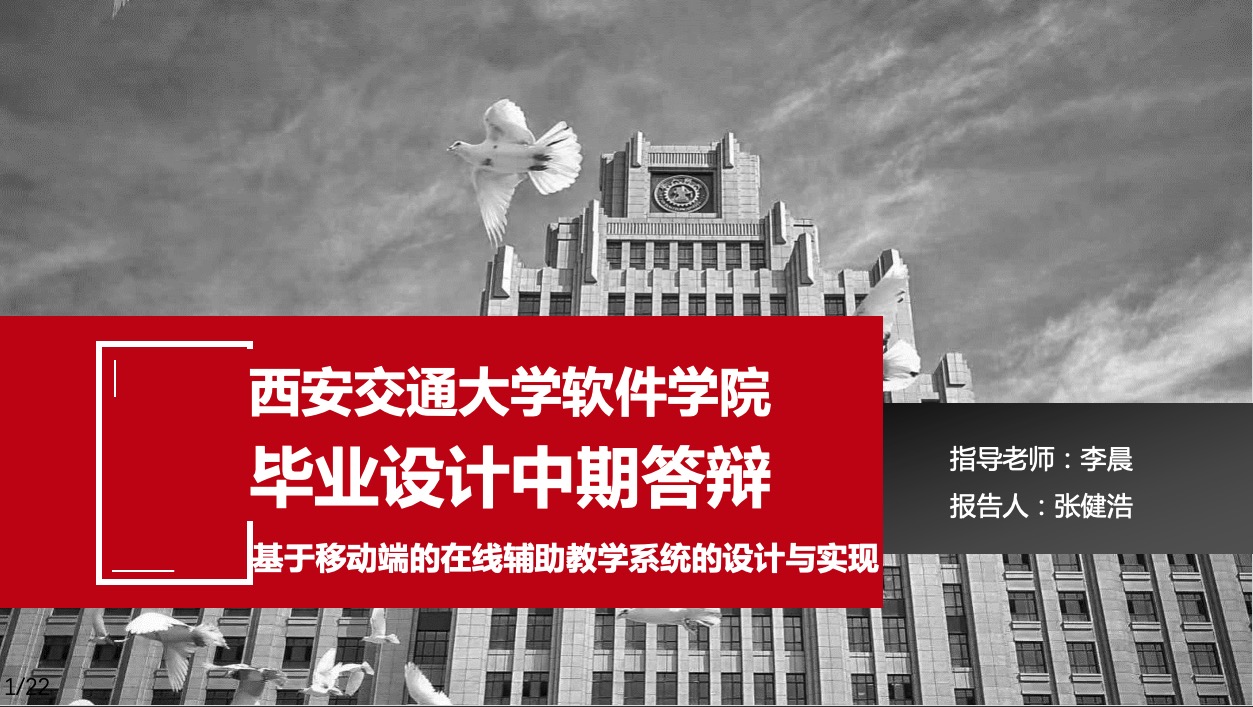 西安交通大学软件学院
毕业设计中期答辩
基于移动端的在线辅助教学系统的设计与实现
指导老师：李晨
报告人：张健浩
1/22